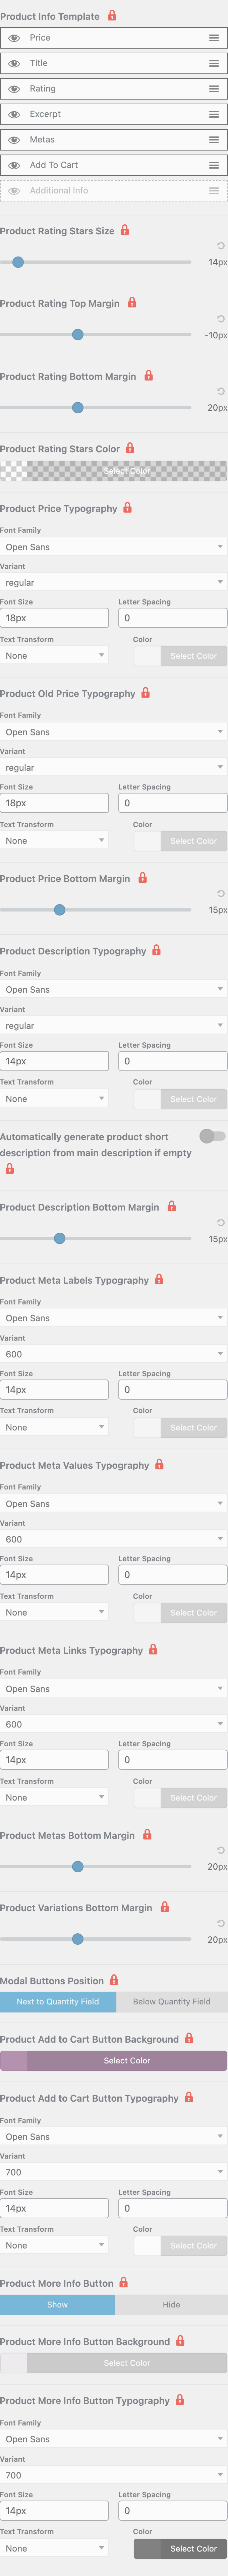 Product Info Template
Price
Title
Rating
Excerpt
Metas
Add To Cart
Additional Info
Product Rating Stars Size
14px
Product Rating Top Margin
-10px
Product Rating Bottom Margin
20px
Product Rating Stars Color
Select Color
Product Price Typography
Font Family
Open Sans
Variant
regular
Font Size Letter Spacing
18px 0
Text Transform Color
None Select Color
Product Old Price Typography
Font Family
Open Sans
Variant
regular
Font Size Letter Spacing
18px 0
Text Transform Color
None Select Color
Product Price Bottom Margin
15px
Product Description Typography
Font Family
Open Sans
Variant
regular
Font Size Letter Spacing
14px 0
Text Transform Color
None Select Color
Automatically generate product short
description from main description if empty
Product Description Bottom Margin
15px
Product Meta Labels Typography
Font Family
Open Sans
Variant
600
Font Size Letter Spacing
14px 0
Text Transform Color
None Select Color
Product Meta Values Typography
Font Family
Open Sans
Variant
600
Font Size Letter Spacing
14px 0
Text Transform Color
None Select Color
Product Meta Links Typography
Font Family
Open Sans
Variant
600
Font Size Letter Spacing
14px 0
Text Transform Color
None Select Color
Product Metas Bottom Margin
20px
Product Variations Bottom Margin
20px
Modal Buttons Position
Next to Quantity Field Below Quantity Field
Product Add to Cart Button Background
Select Color
Product Add to Cart Button Typography
Font Family
Open Sans
Variant
700
Font Size Letter Spacing
14px 0
Text Transform Color
None Select Color
Product More Info Button
Show Hide
Product More Info Button Background
Select Color
Product More Info Button Typography
Font Family
Open Sans
Variant
700
Font Size Letter Spacing
14px 0
Text Transform Color
None Select Color